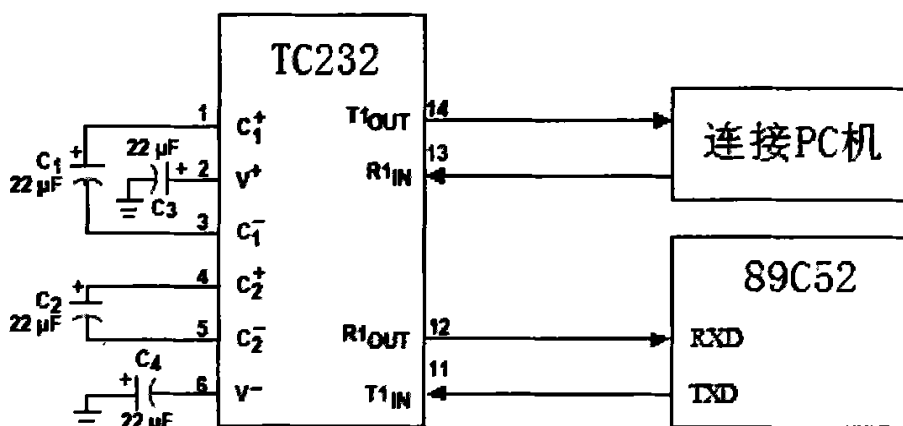 TC232
1
C1+
T1OUT
14
连接PC机
C1
+
22 µF
22 µF
+
2
V+
C3
R1IN
13
3
C1-
4
C2+
89C52
C2
+
22 µF
5
C2-
R1OUT
12
RXD
C4
+
6
V-
T1IN
11
TXD
22 µF